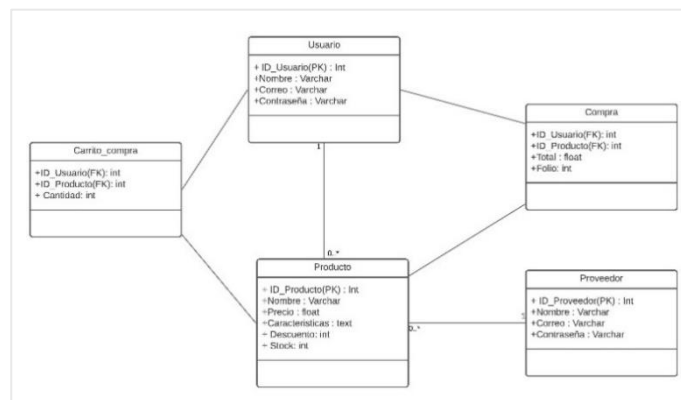 Usuario
+ ID_Usuario(PK) : Int
+Nombre : Varchar
+Correo : Varchar
+Contraseña : Varchar
1
Carrito_compra
+ID_Usuario(FK): int
+ID_Producto(FK): int
+ Cantidad: int
Compra
+ID_Usuario(FK): int
+ID_Producto(FK): int
+Total : float
+Folio: int
0..*
Producto
+ ID_Producto(PK) : Int
+Nombre : Varchar
+Precio : float
+Caracteristicas : text
+ Descuento: int
+ Stock: int
0..*
Proveedor
+ ID_Proveedor(PK) : Int
+Nombre : Varchar
+Correo : Varchar
+Contraseña : Varchar